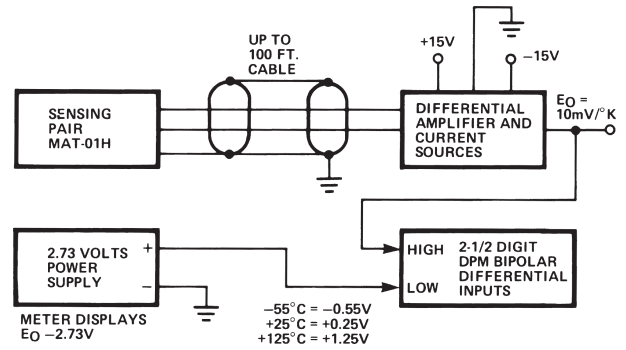 UP TO
100 FT.
CABLE
+15V
−15V
SENSING
PAIR
MAT-01H
DIFFERENTIAL
AMPLIFIER AND
CURRENT
SOURCES
EO =
10mV/°K
2.73 VOLTS
POWER
SUPPLY
+
−
HIGH
LOW
2-1/2 DIGIT
DPM BIPOLAR
DIFFERENTIAL
INPUTS
METER DISPLAYS
EO −2.73V
−55°C = −0.55V
+25°C = +0.25V
+125°C = +1.25V